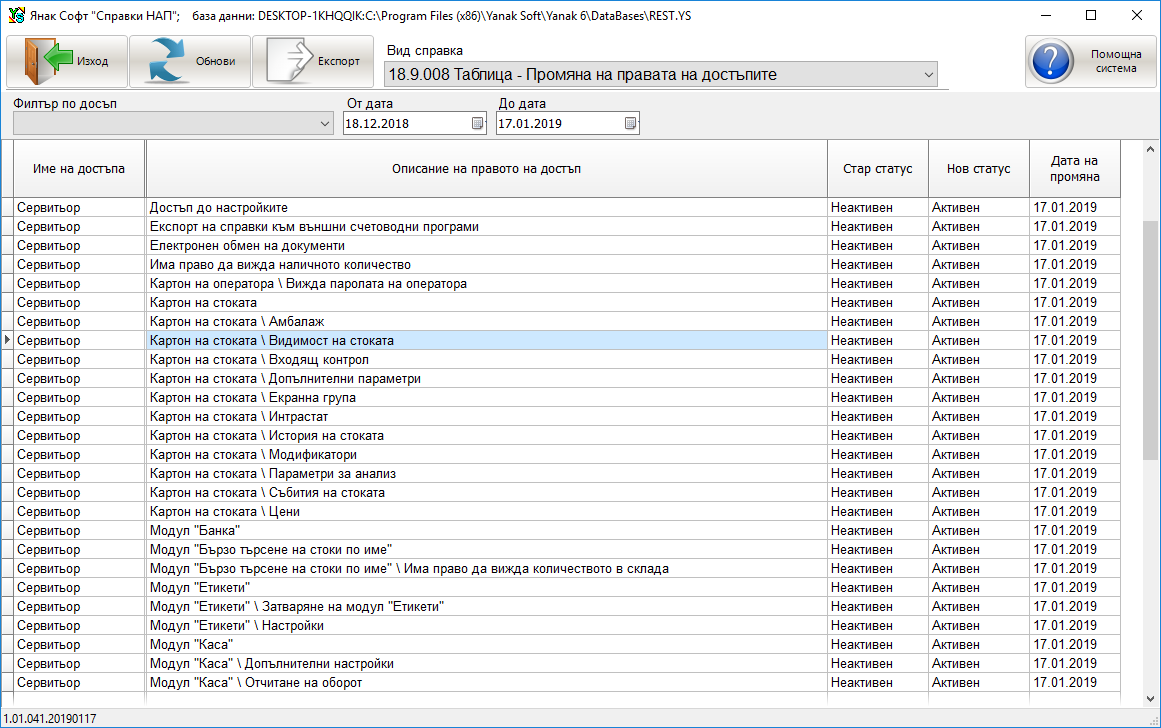 Янак Софт "Справки НАП"; база данни: DESKTOP-1KHQQIK:C:\Program Files (x86)\Yanak Soft\Yanak 6\DataBases\REST.YS
Изход Обнови Експорт
Вид справка
18.9.008 Таблица - Промяна на правата на достъпите
Помощна
система
Филтър по досъп От дата До дата
18.12.2018 17.01.2019
Име на достъпа Описание на правото на достъп Стар статус Нов статус Дата на
промяна
Сервитьор Достъп до настройките Неактивен Активен 17.01.2019
Сервитьор Експорт на справки към външни счетоводни програми Неактивен Активен 17.01.2019
Сервитьор Електронен обмен на документи Неактивен Активен 17.01.2019
Сервитьор Има право да вижда наличното количество Неактивен Активен 17.01.2019
Сервитьор Картон на оператора \ Вижда паролата на оператора Неактивен Активен 17.01.2019
Сервитьор Картон на стоката Неактивен Активен 17.01.2019
Сервитьор Картон на стоката \ Амбалаж Неактивен Активен 17.01.2019
Сервитьор Картон на стоката \ Видимост на стоката Неактивен Активен 17.01.2019
Сервитьор Картон на стоката \ Входящ контрол Неактивен Активен 17.01.2019
Сервитьор Картон на стоката \ Допълнителни параметри Неактивен Активен 17.01.2019
Сервитьор Картон на стоката \ Екранна група Неактивен Активен 17.01.2019
Сервитьор Картон на стоката \ Интрастат Неактивен Активен 17.01.2019
Сервитьор Картон на стоката \ История на стоката Неактивен Активен 17.01.2019
Сервитьор Картон на стоката \ Модификатори Неактивен Активен 17.01.2019
Сервитьор Картон на стоката \ Параметри за анализ Неактивен Активен 17.01.2019
Сервитьор Картон на стоката \ Събития на стоката Неактивен Активен 17.01.2019
Сервитьор Картон на стоката \ Цени Неактивен Активен 17.01.2019
Сервитьор Модул "Банка" Неактивен Активен 17.01.2019
Сервитьор Модул "Бързо търсене на стоки по име" Неактивен Активен 17.01.2019
Сервитьор Модул "Бързо търсене на стоки по име" \ Има право да вижда количеството в склада Неактивен Активен 17.01.2019
Сервитьор Модул "Етикети" Неактивен Активен 17.01.2019
Сервитьор Модул "Етикети" \ Затваряне на модул "Етикети" Неактивен Активен 17.01.2019
Сервитьор Модул "Етикети" \ Настройки Неактивен Активен 17.01.2019
Сервитьор Модул "Каса" Неактивен Активен 17.01.2019
Сервитьор Модул "Каса" \ Допълнителни настройки Неактивен Активен 17.01.2019
Сервитьор Модул "Каса" \ Отчитане на оборот Неактивен Активен 17.01.2019
1.01.041.20190117